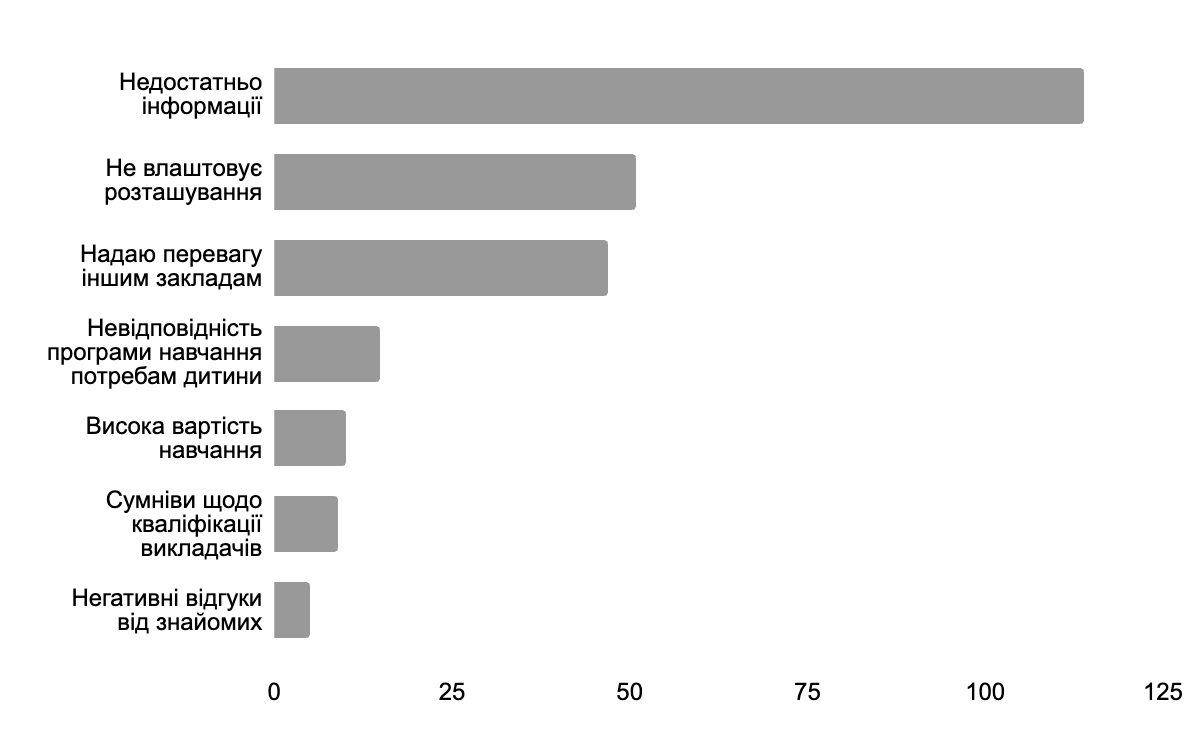 Недостатньо
інформації
Не влаштовує
розташування
Надаю перевагу
іншим закладам
Невідповідність
програми навчання
потребам дитини
Висока вартість
навчання
Сумніви щодо
кваліфікації
викладачів
Негативні відгуки
від знайомих
0 25 50 75 100 125